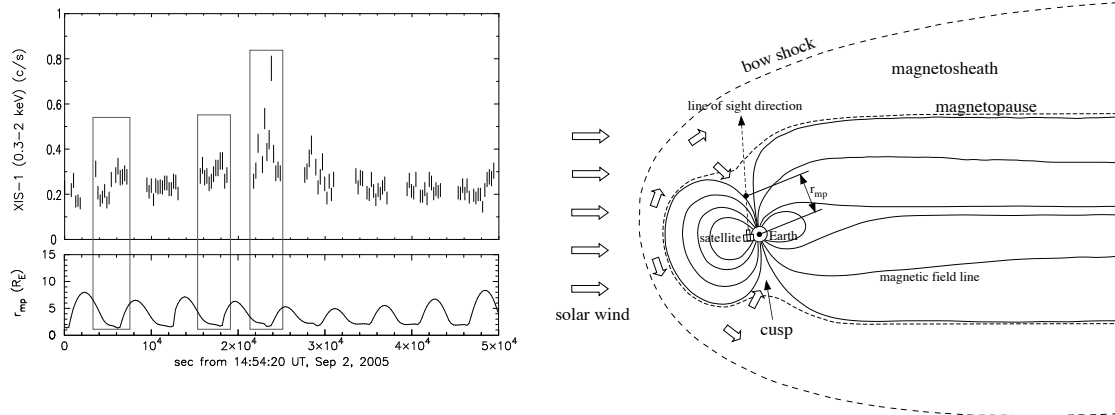 XIS-1 (0.3−2 keV) (c/s)
1
0.8
0.6
0.4
0.2
0
r_mp (R_E)
15
10
5
0
0 10^4 2×10^4 3×10^4 4×10^4 5×10^4
sec from 14:54:20 UT, Sep 2, 2005
bow shock
magnetosheath
line of sight direction
magnetopause
r_mp
satellite
Earth
magnetic field line
solar wind
cusp